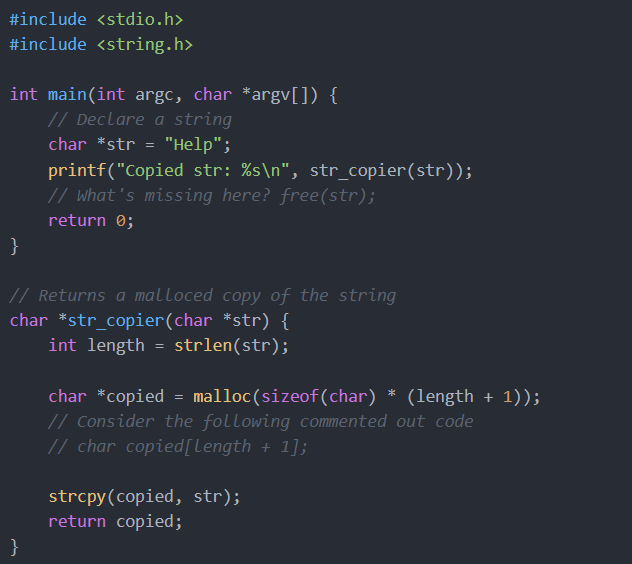 #include <stdio.h>
#include <string.h>
int main(int argc, char *argv[]) {
    // Declare a string
    char *str = "Help";
    printf("Copied str: %s\n", str_copier(str));
    // What's missing here? free(str);
    return 0;
}
// Returns a malloced copy of the string
char *str_copier(char *str) {
    int length = strlen(str);
    char *copied = malloc(sizeof(char) * (length + 1));
    // Consider the following commented out code
    // char copied[length + 1];
    strcpy(copied, str);
    return copied;
}